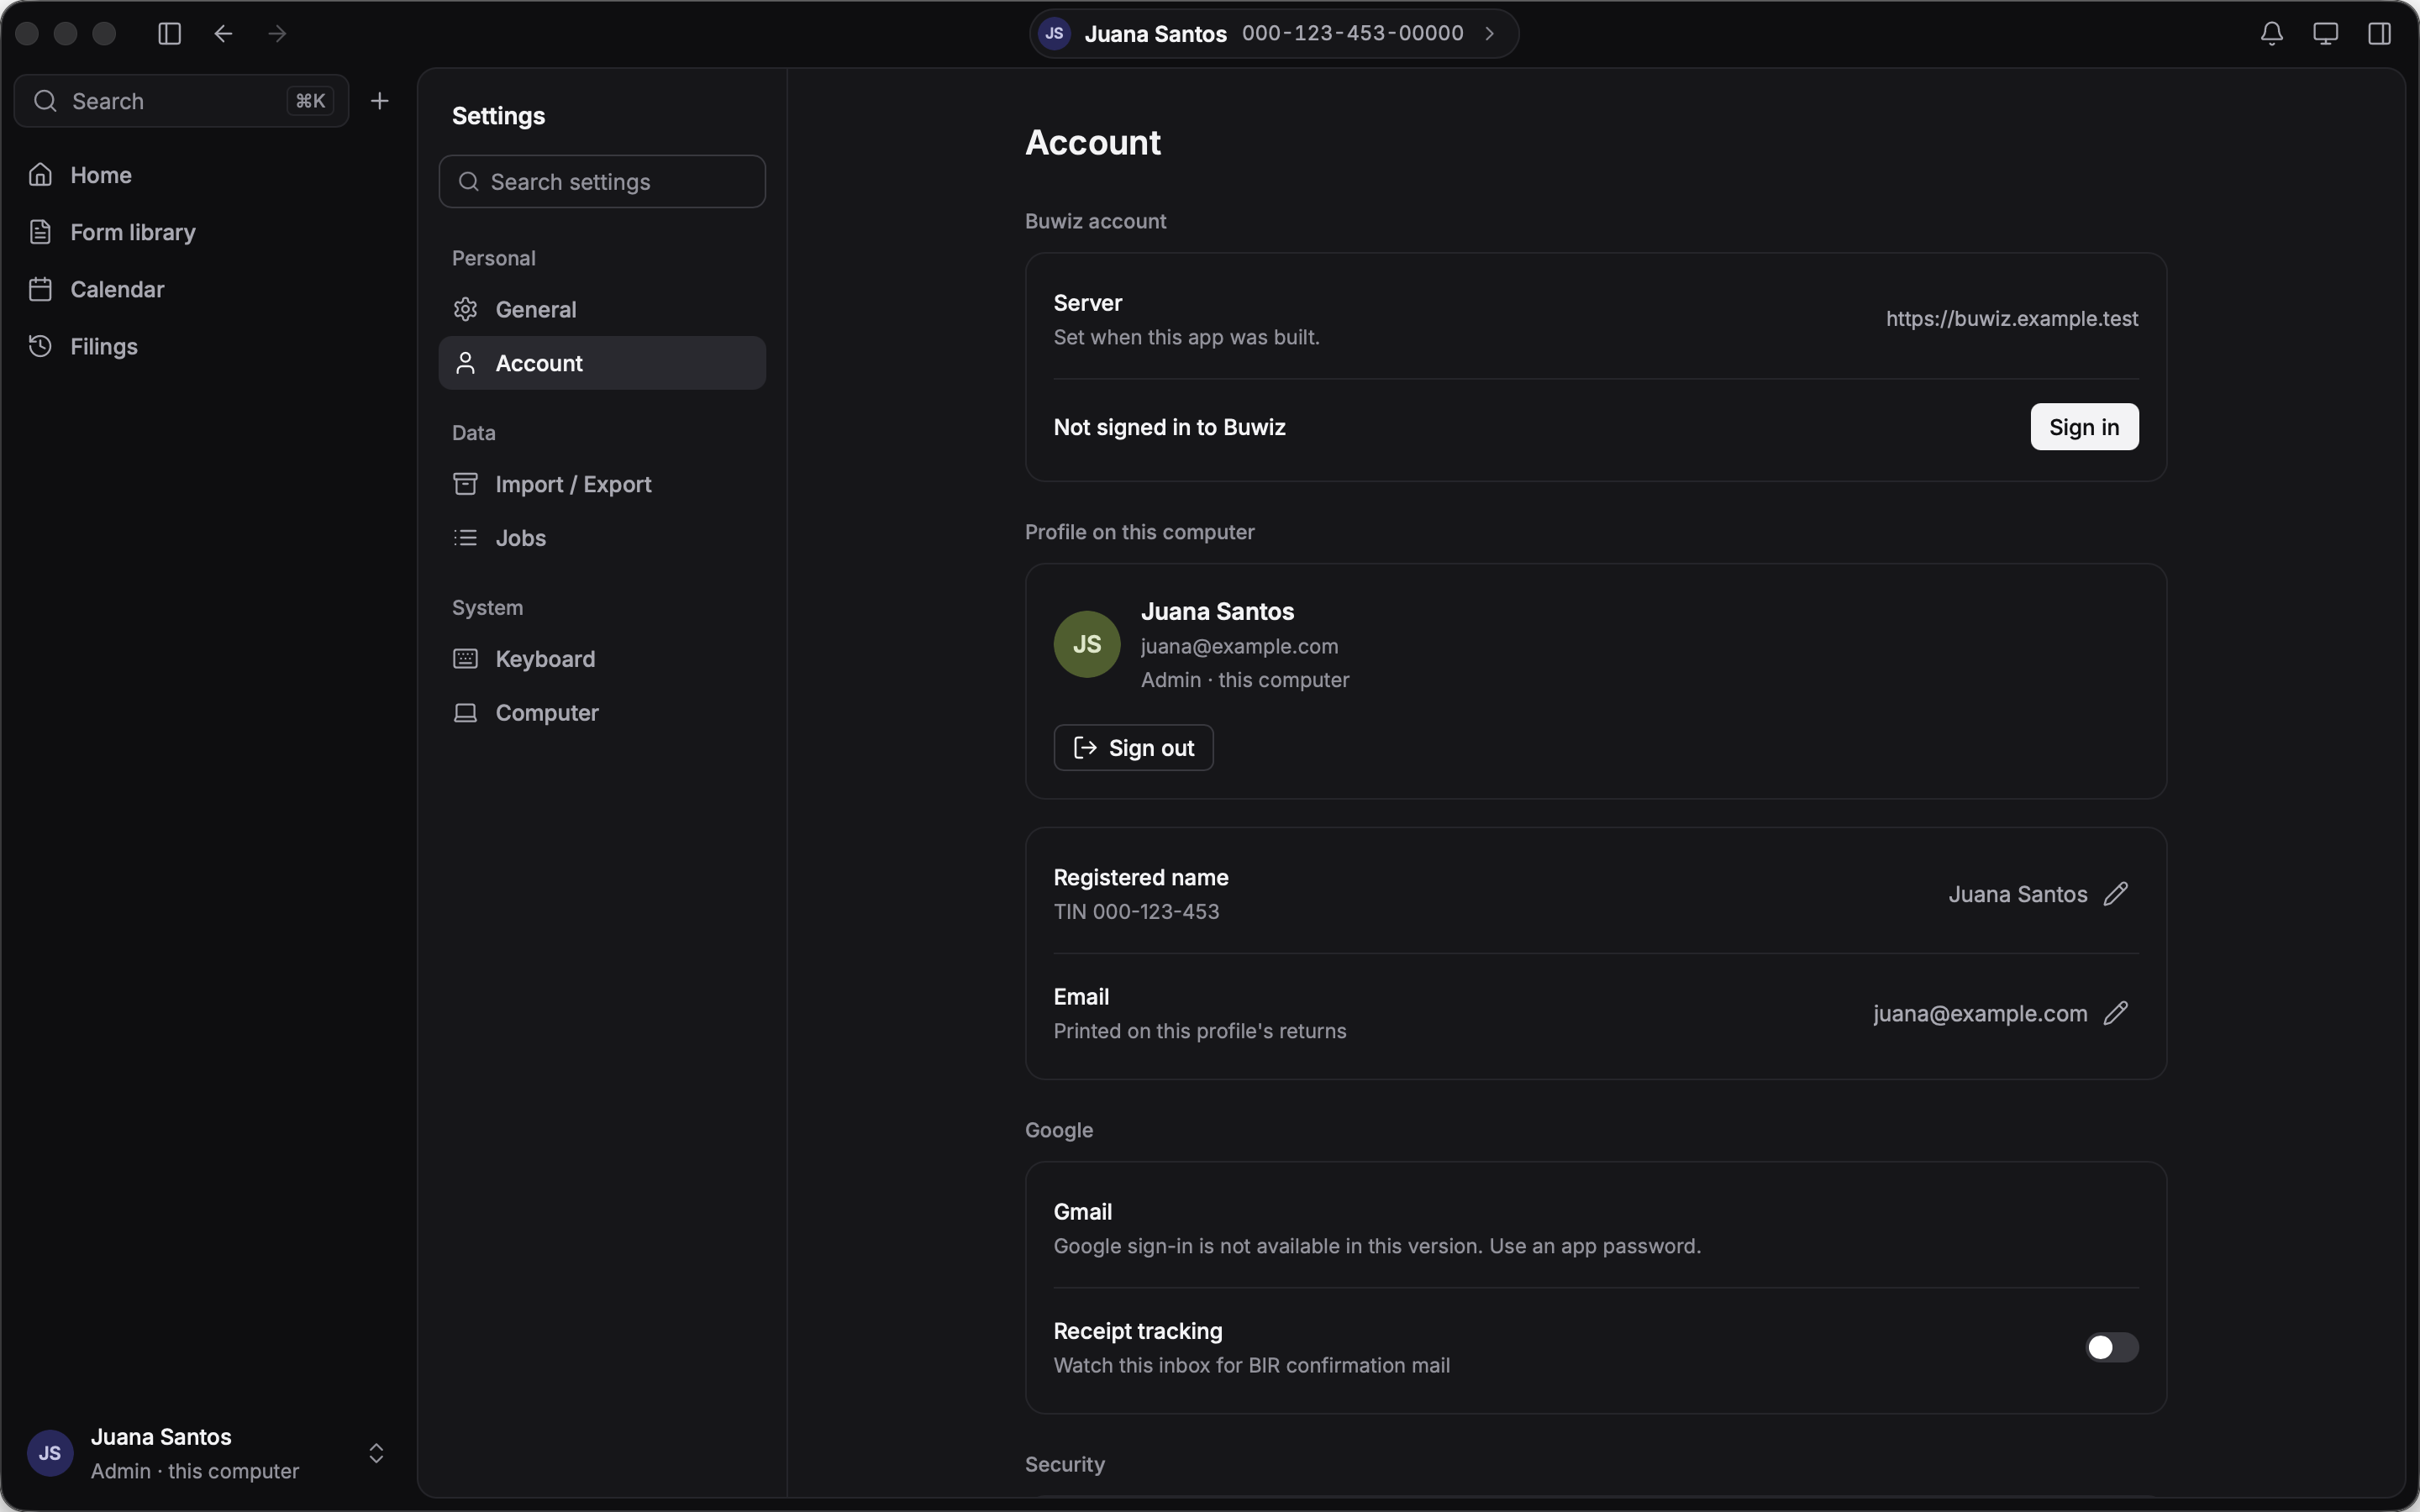 JS Juana Santos 000-123-453-00000
Search ⌘K
Home
Form library
Calendar
Filings
Juana Santos
JS
Admin · this computer
Settings
Search settings
Personal
General
Account
Data
Import / Export
Jobs
System
Keyboard
Computer
Account
Buwiz account
Server
Set when this app was built.
https://buwiz.example.test
Not signed in to Buwiz
Sign in
Profile on this computer
JS
Juana Santos
juana@example.com
Admin · this computer
Sign out
Registered name
TIN 000-123-453
Juana Santos
Email
Printed on this profile's returns
juana@example.com
Google
Gmail
Google sign-in is not available in this version. Use an app password.
Receipt tracking
Watch this inbox for BIR confirmation mail
Security